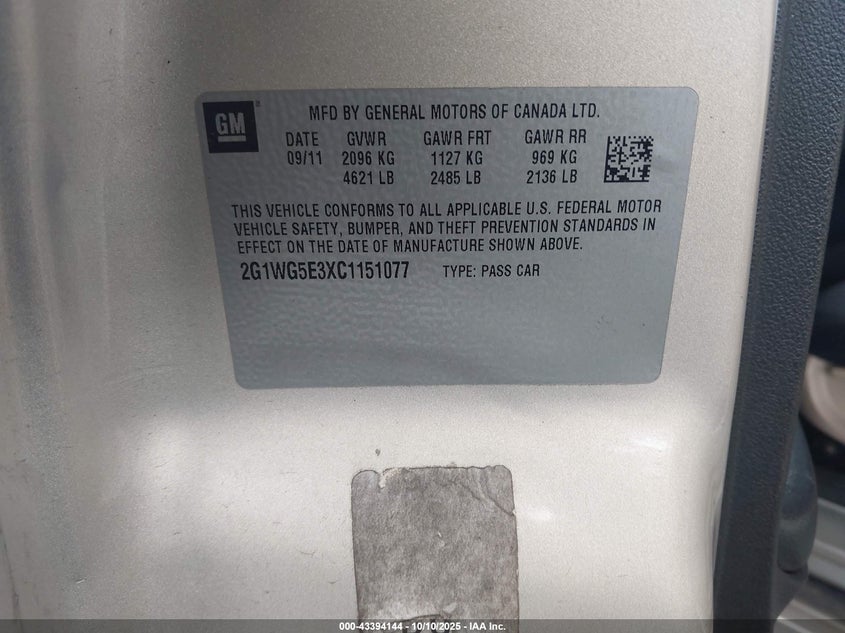 GM ®
MFD BY GENERAL MOTORS OF CANADA LTD.
DATE GVWR GAWR FRT GAWR RR
09/11 2096 KG 1127 KG 969 KG
4621 LB 2485 LB 2136 LB
THIS VEHICLE CONFORMS TO ALL APPLICABLE U.S. FEDERAL MOTOR
VEHICLE SAFETY, BUMPER, AND THEFT PREVENTION STANDARDS IN
EFFECT ON THE DATE OF MANUFACTURE SHOWN ABOVE.
2G1WG5E3XC1151077 TYPE: PASS CAR
000-43394144 - 10/10/2025 - IAA Inc.